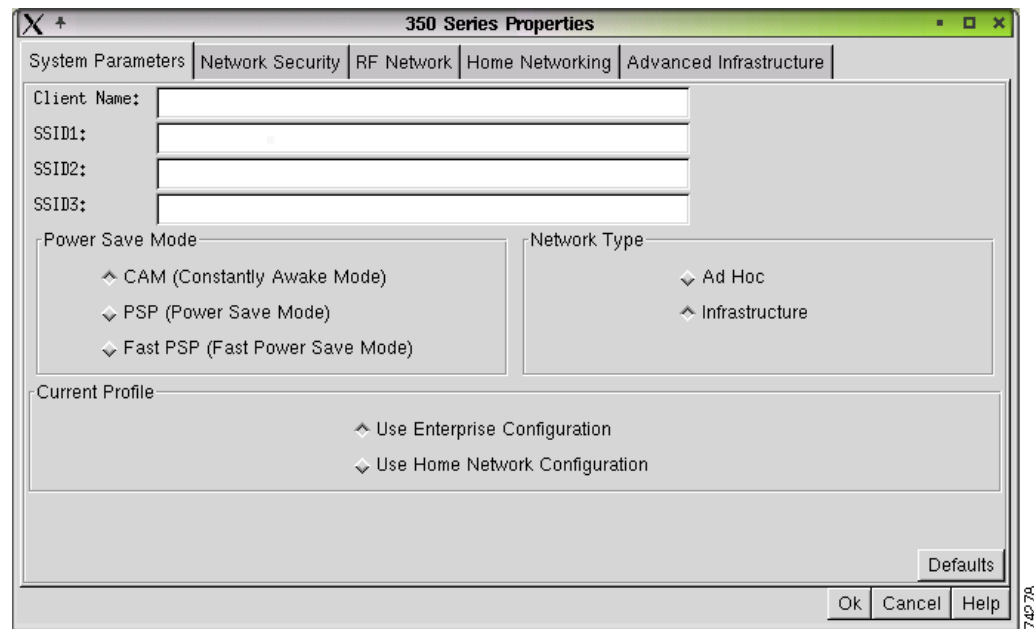 350 Series Properties
System Parameters Network Security RF Network Home Networking Advanced Infrastructure
Client Name:
SSID1:
SSID2:
SSID3:
Power Save Mode
CAM (Constantly Awake Mode)
PSP (Power Save Mode)
Fast PSP (Fast Power Save Mode)
Network Type
Ad Hoc
Infrastructure
Current Profile
Use Enterprise Configuration
Use Home Network Configuration
Defaults
Ok Cancel Help
74278